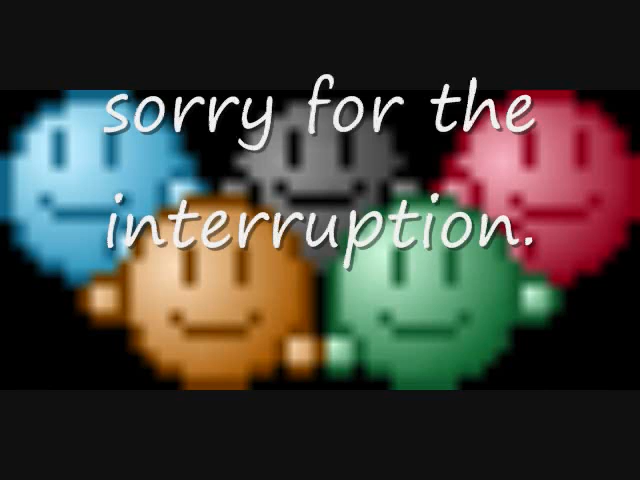 sorry for the
interruption.